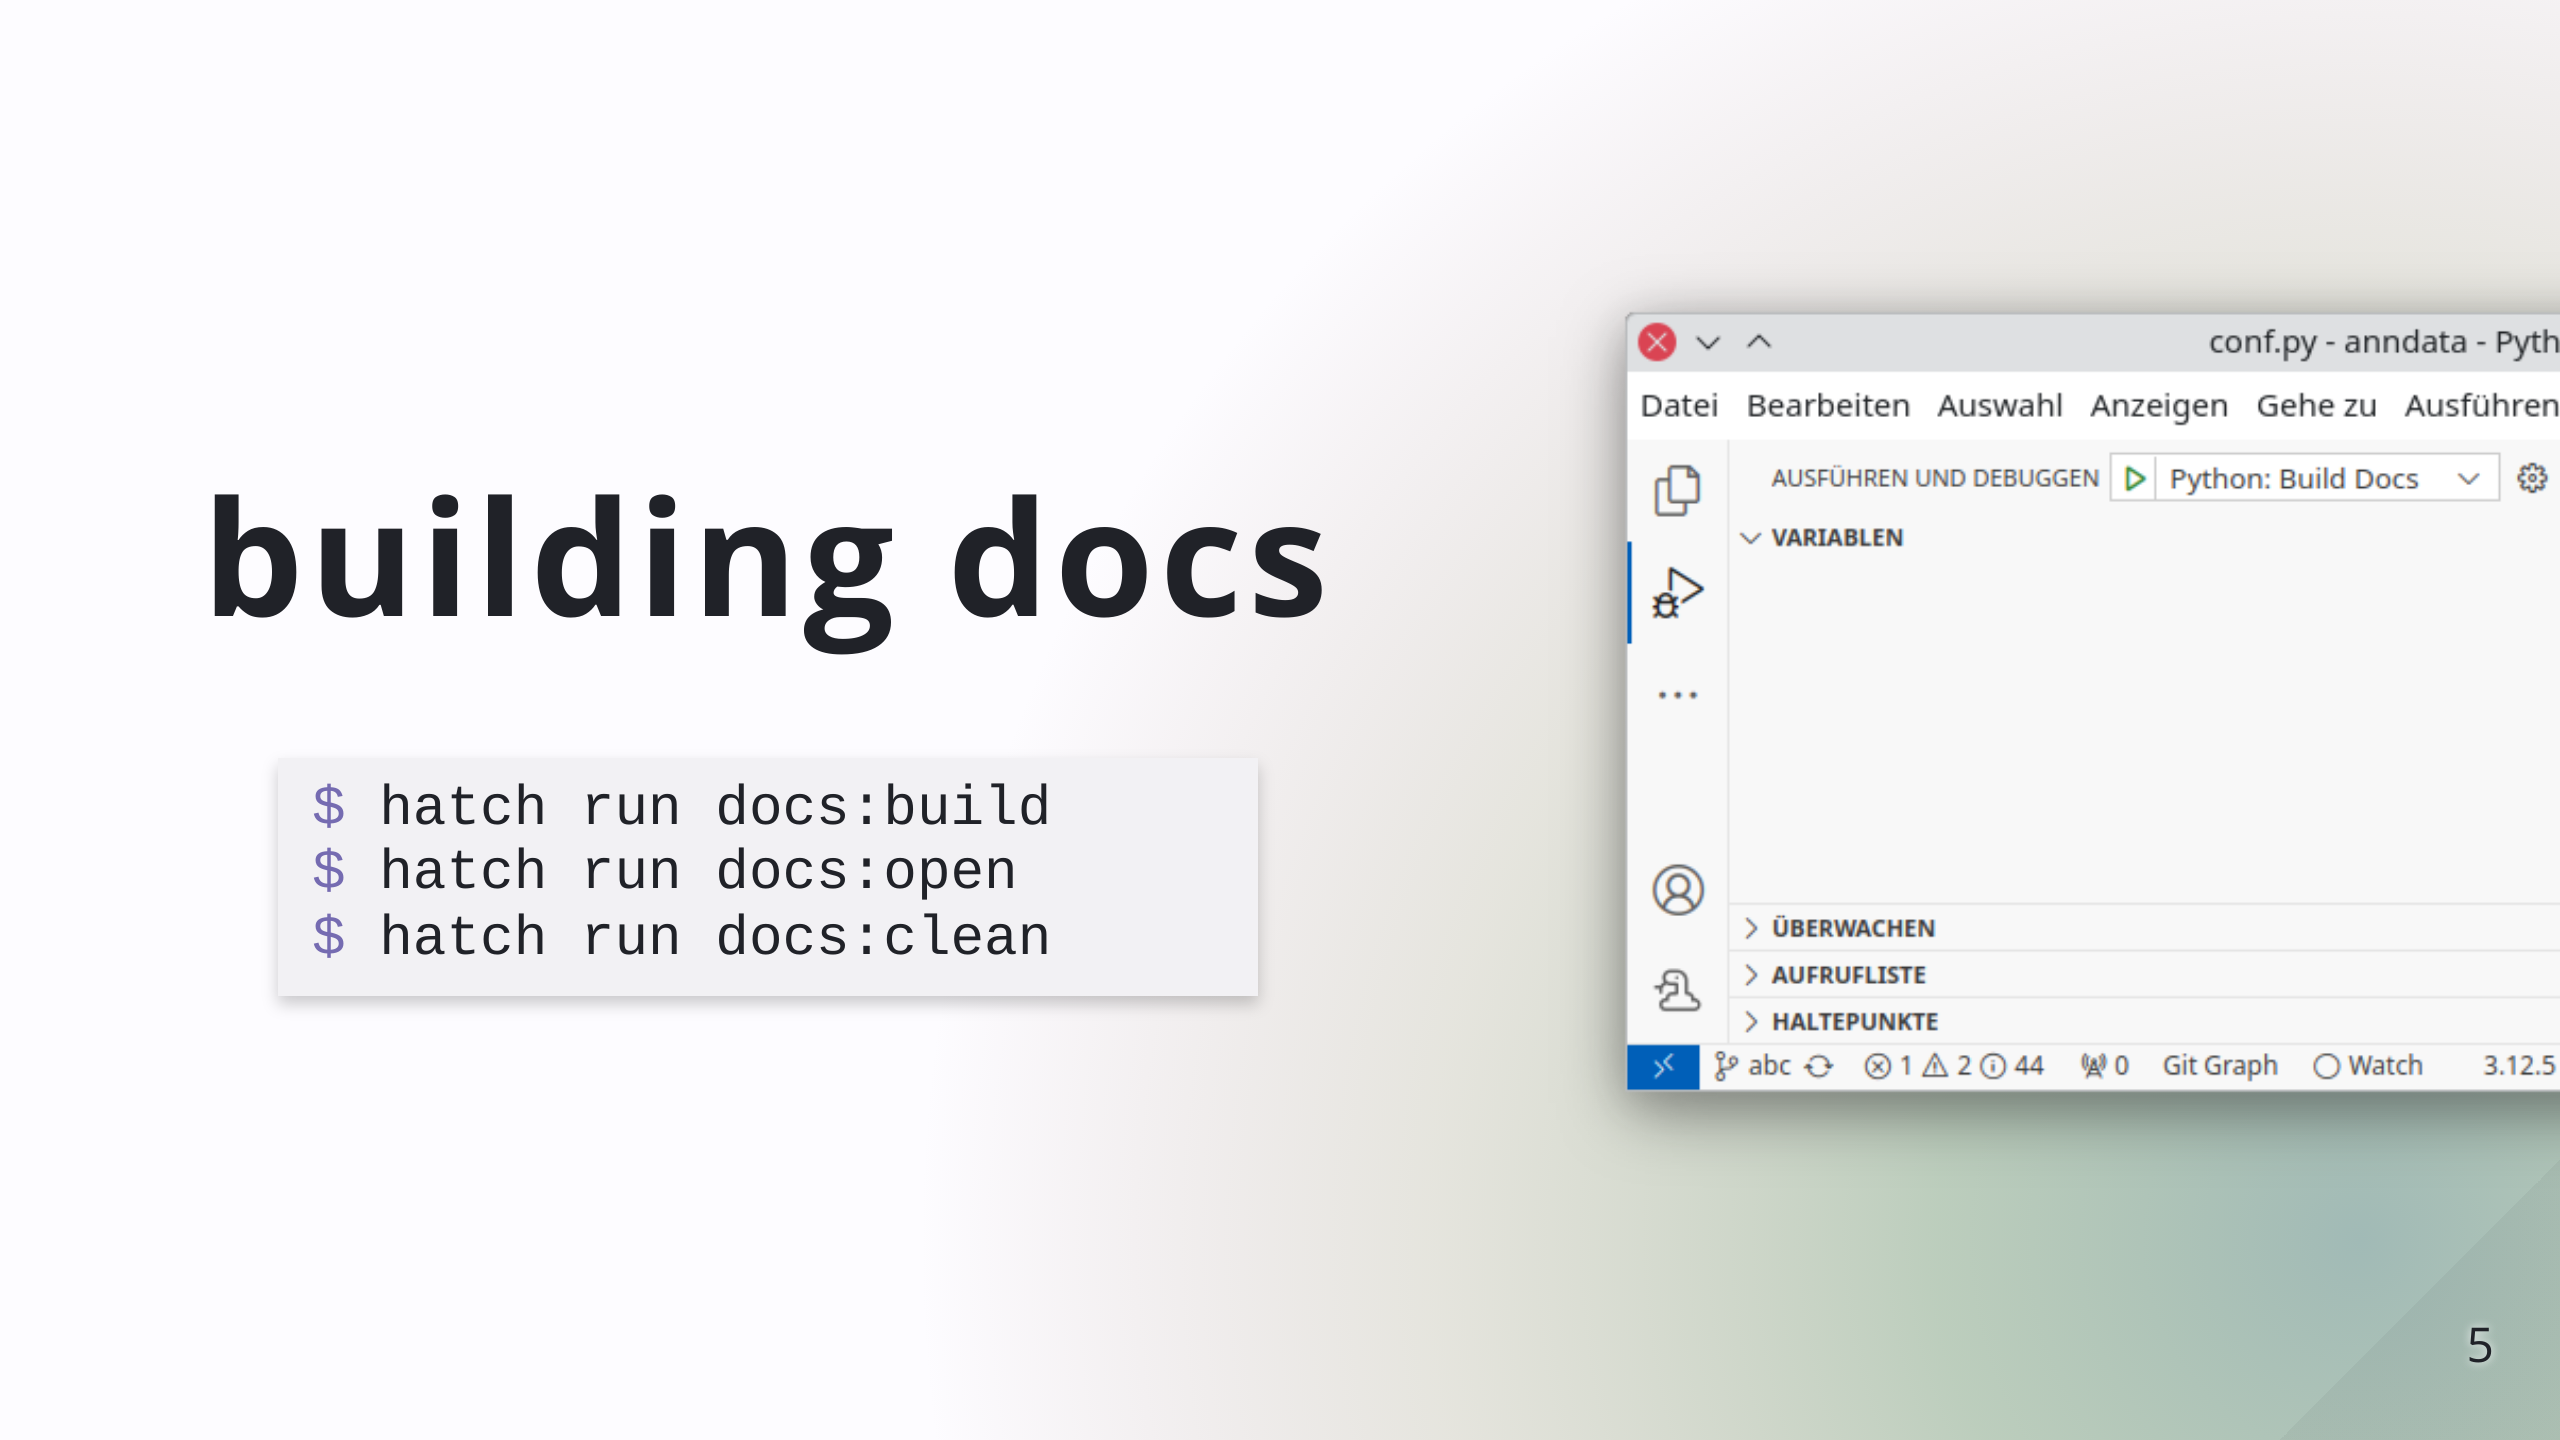 building docs
$ hatch run docs:build
$ hatch run docs:open
$ hatch run docs:clean
conf.py - anndata - Pyth
Datei Bearbeiten Auswahl Anzeigen Gehe zu Ausführen
AUSFÜHREN UND DEBUGGEN Python: Build Docs
VARIABLEN
ÜBERWACHEN
AUFRUFLISTE
HALTEPUNKTE
abc 1 2 44 0 Git Graph Watch 3.12.5
5